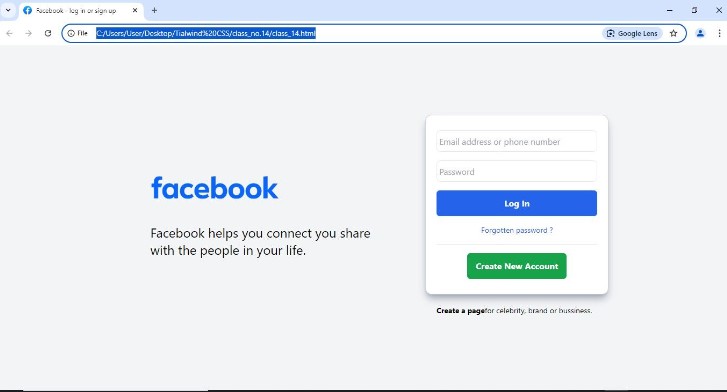 Facebook - log in or sign up
File
C:/Users/User/Desktop/Tialwind%20CSS/class_no.14/class_14.html
Google Lens
facebook
Facebook helps you connect you share
with the people in your life.
Email address or phone number
Password
Log In
Forgotten password ?
Create New Account
Create a pagefor celebrity, brand or bussiness.